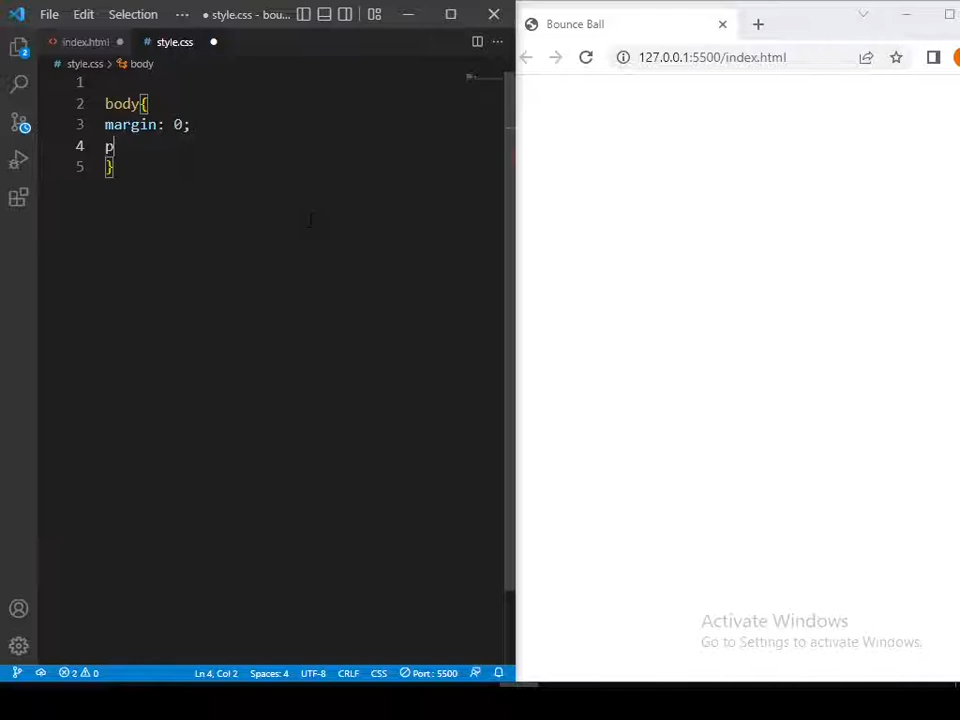 File Edit Selection ··· ● style.css - bou...
index.html ● # style.css ●
# style.css > body
1
2 body{
3 margin: 0;
4 p
5 }
2
Ln 4, Col 2 Spaces: 4 UTF-8 CRLF CSS Port : 5500
2 0
Bounce Ball
127.0.0.1:5500/index.html
Activate Windows
Go to Settings to activate Windows.